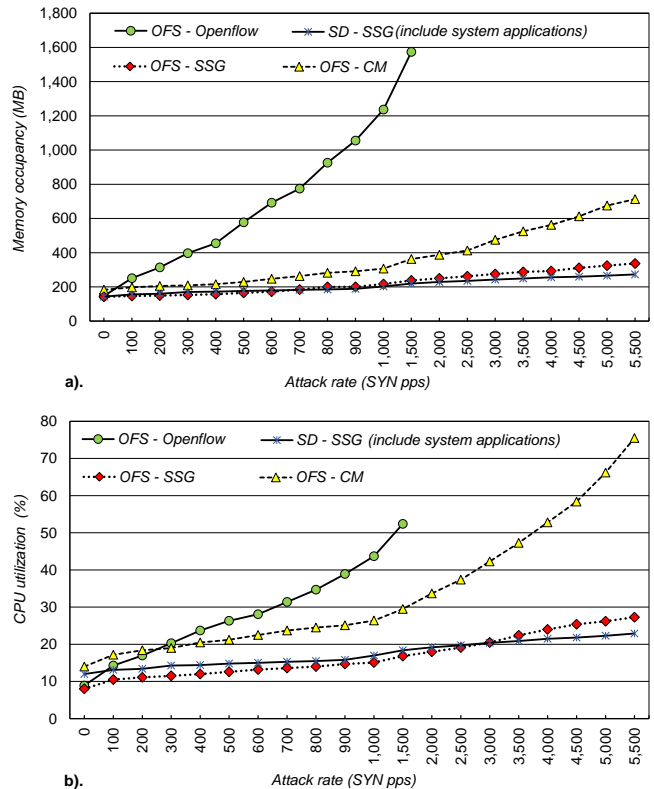 1,800
1,600
1,400
1,200
1,000
800
600
400
200
0
Memory occupancy (MB)
OFS - Openflow
SD - SSG (include system applications)
OFS - SSG
OFS - CM
0 100 200 300 400 500 600 700 800 900 1,000 1,500 2,000 2,500 3,000 3,500 4,000 4,500 5,000 5,500
a).
Attack rate (SYN pps)
80
70
60
50
40
30
20
10
0
CPU utilization (%)
OFS - Openflow
SD - SSG (include system applications)
OFS - SSG
OFS - CM
0 100 200 300 400 500 600 700 800 900 1,000 1,500 2,000 2,500 3,000 3,500 4,000 4,500 5,000 5,500
b).
Attack rate (SYN pps)